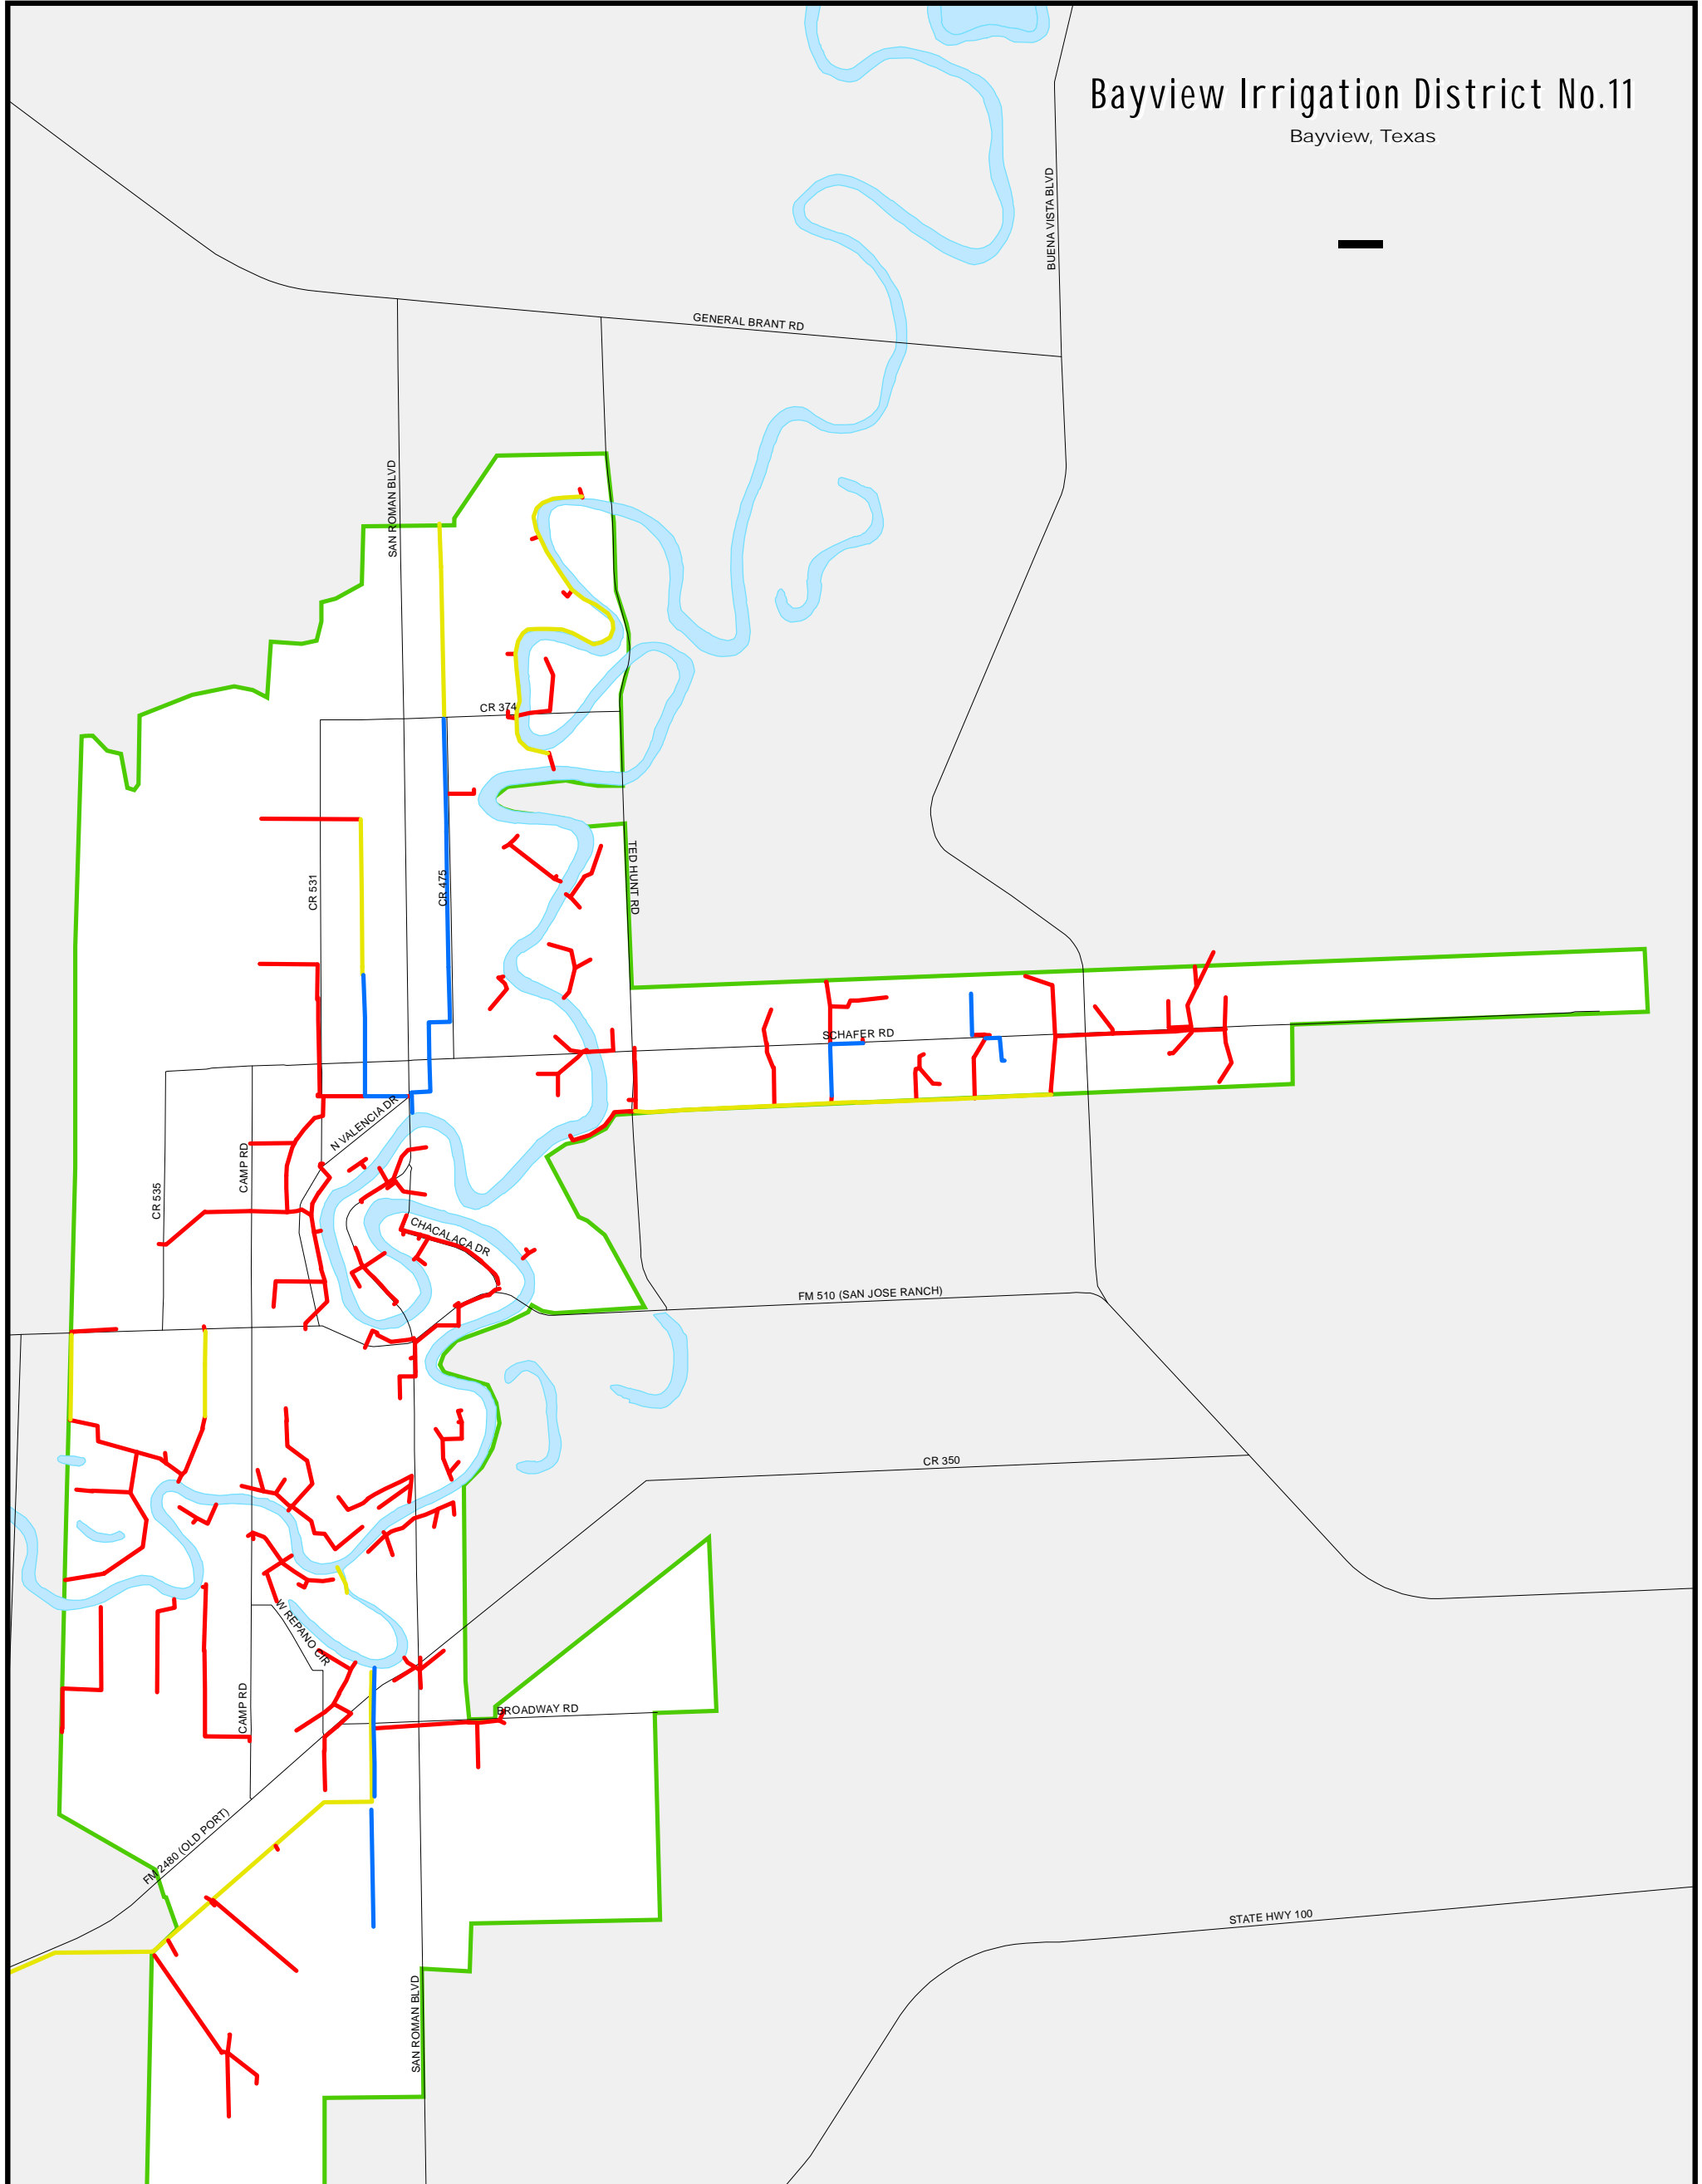 Bayview Irrigation District No.11
Bayview, Texas
BUENA VISTA BLVD
GENERAL BRANT RD
SAN ROMAN BLVD
CR 374
TED HUNT RD
CR 531
CR 475
SCHAFER RD
N VALENCIA DR
CAMP RD
CR 535
CHACALACA DR
FM 510 (SAN JOSE RANCH)
CR 350
W REPANO CIR
CAMP RD
BROADWAY RD
FM 2480 (OLD PORT)
STATE HWY 100
SAN ROMAN BLVD